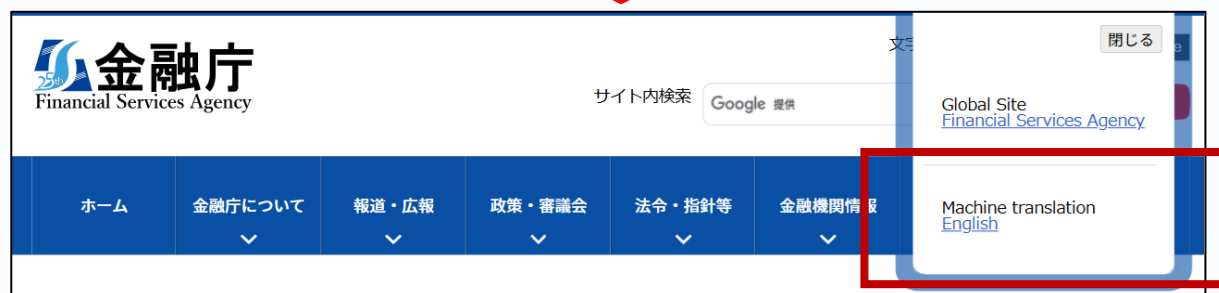 25th
金融庁
Financial Services Agency
文字
サイト内検索
Google 提供
閉じる
e
Global Site
Financial Services Agency
Machine translation
English
ホーム
金融庁について
報道・広報
政策・審議会
法令・指針等
金融機関情報